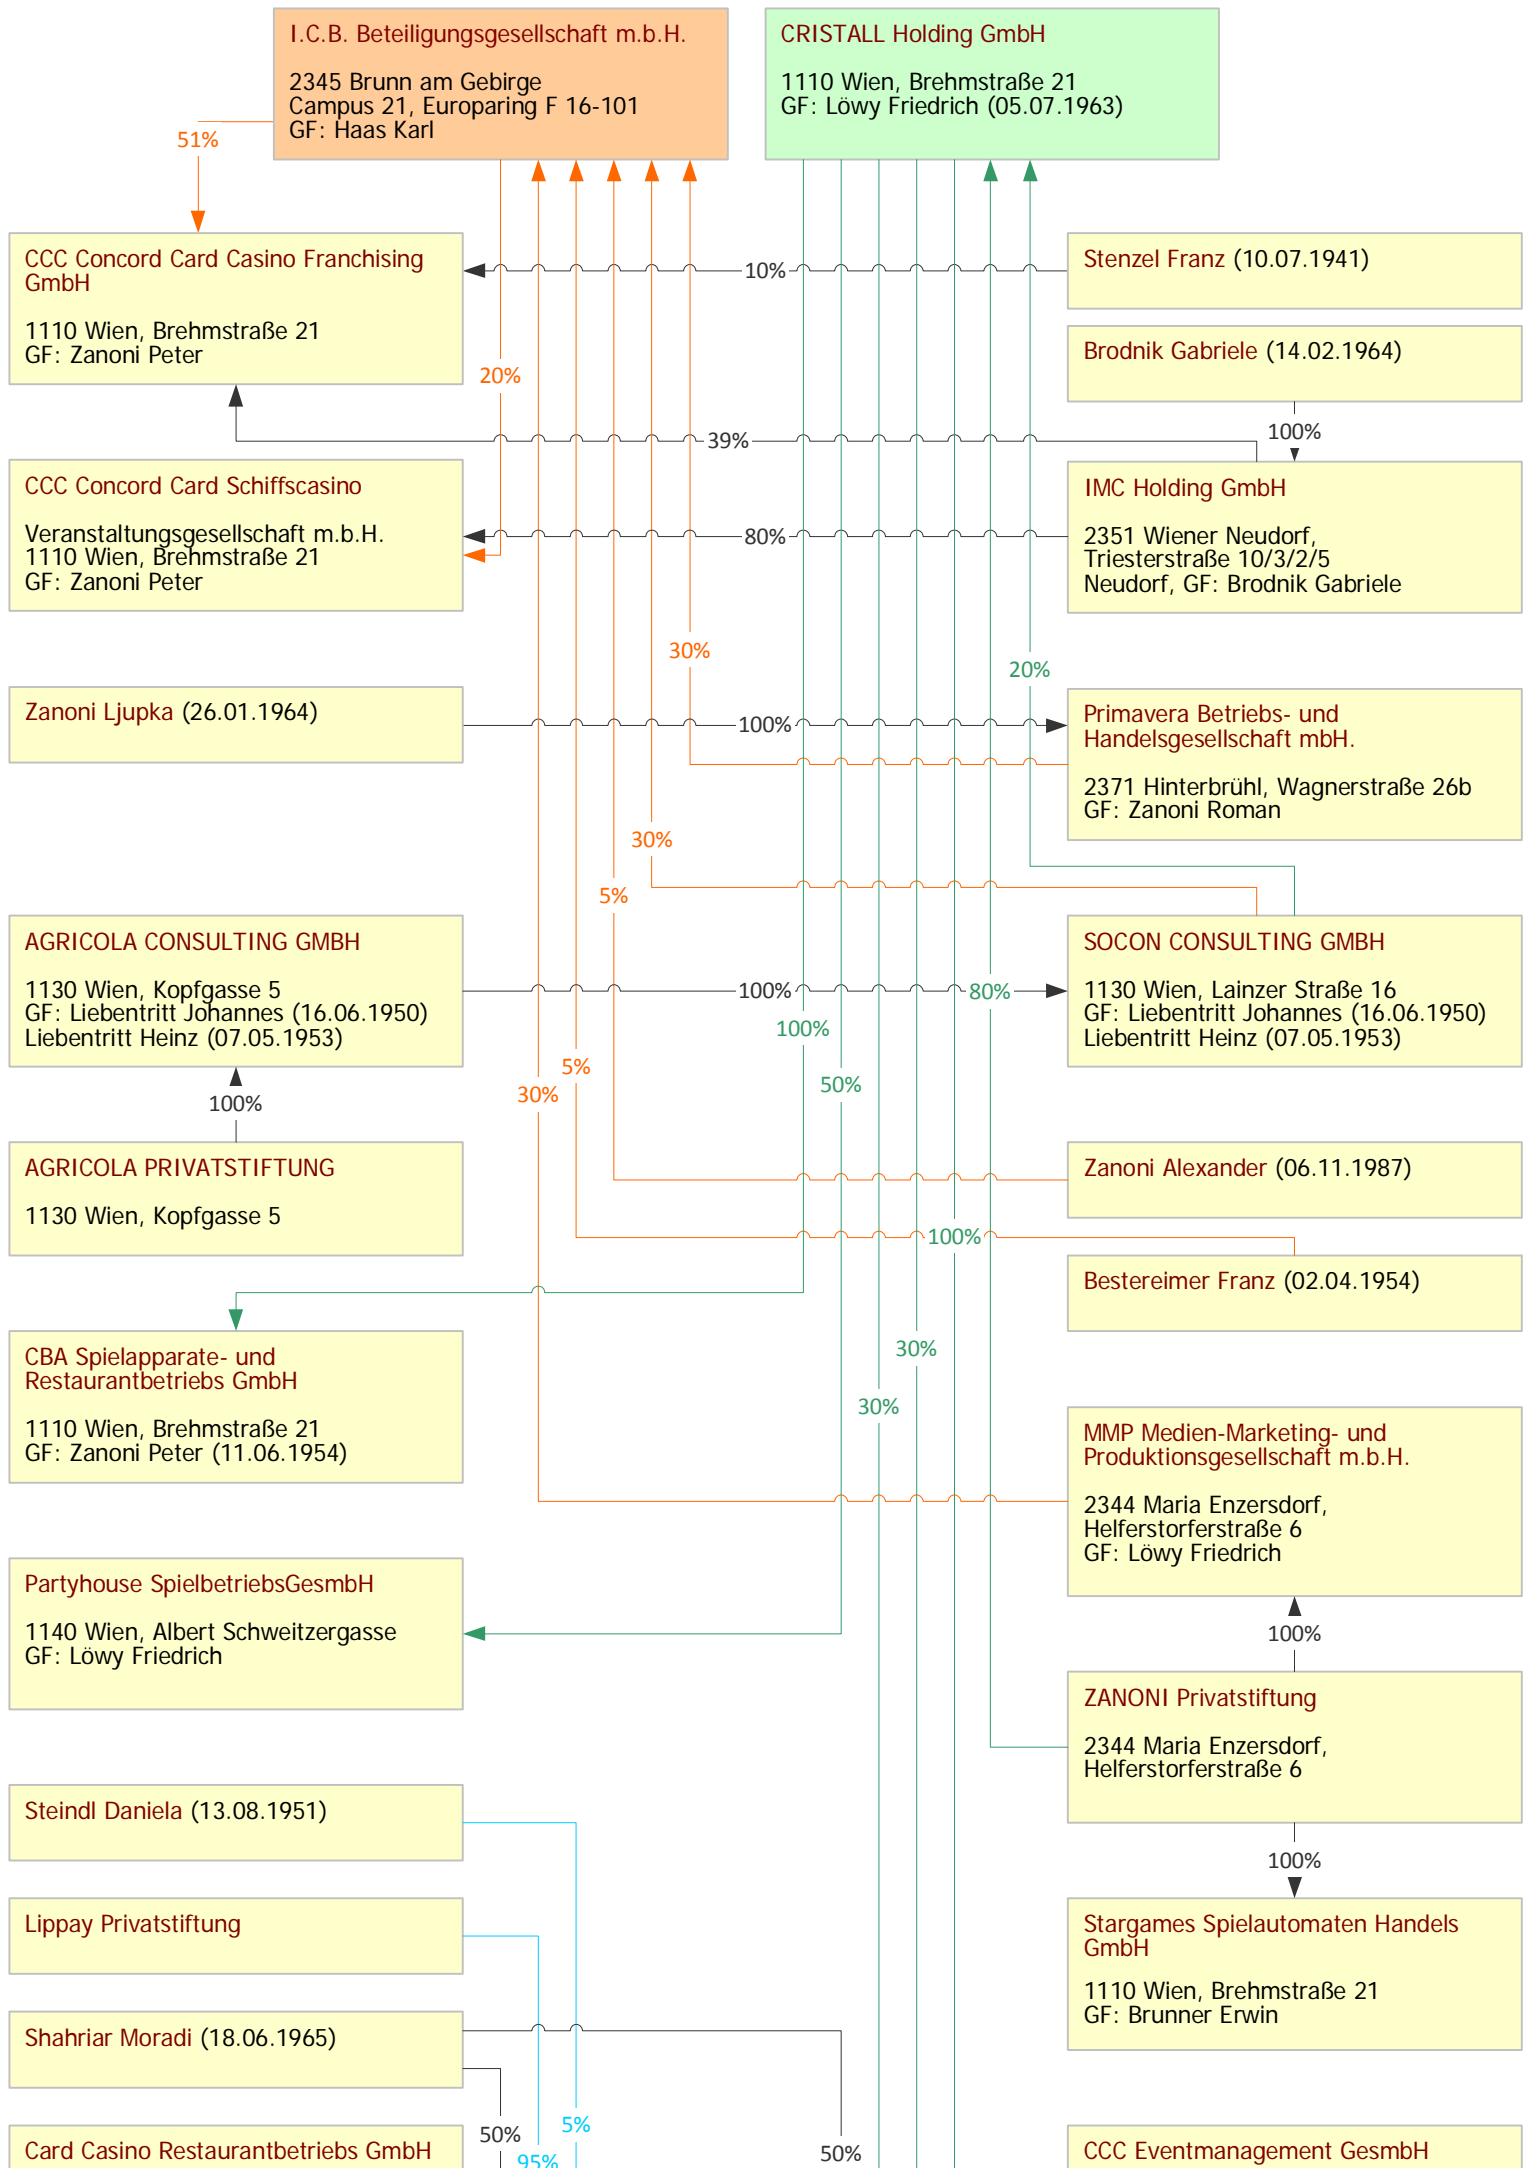 I.C.B. Beteiligungsgesellschaft m.b.H.
2345 Brunn am Gebirge
Campus 21, Europaring F 16-101
GF: Haas Karl
CRISTALL Holding GmbH
1110 Wien, Brehmstraße 21
GF: Löwy Friedrich (05.07.1963)
51%
CCC Concord Card Casino Franchising
GmbH
1110 Wien, Brehmstraße 21
GF: Zanoni Peter
10%
Stenzel Franz (10.07.1941)
Brodnik Gabriele (14.02.1964)
20%
100%
39%
CCC Concord Card Schiffscasino
Veranstaltungsgesellschaft m.b.H.
1110 Wien, Brehmstraße 21
GF: Zanoni Peter
80%
IMC Holding GmbH
2351 Wiener Neudorf,
Triesterstraße 10/3/2/5
Neudorf, GF: Brodnik Gabriele
30%
20%
Zanoni Ljupka (26.01.1964)
100%
Primavera Betriebs- und
Handelsgesellschaft mbH.
2371 Hinterbrühl, Wagnerstraße 26b
GF: Zanoni Roman
30%
5%
AGRICOLA CONSULTING GMBH
1130 Wien, Kopfgasse 5
GF: Liebentritt Johannes (16.06.1950)
Liebentritt Heinz (07.05.1953)
100%
80%
SOCON CONSULTING GMBH
1130 Wien, Lainzer Straße 16
GF: Liebentritt Johannes (16.06.1950)
Liebentritt Heinz (07.05.1953)
100%
5%
50%
30%
100%
AGRICOLA PRIVATSTIFTUNG
1130 Wien, Kopfgasse 5
Zanoni Alexander (06.11.1987)
100%
Bestereimer Franz (02.04.1954)
CBA Spielapparate- und
Restaurantbetriebs GmbH
1110 Wien, Brehmstraße 21
GF: Zanoni Peter (11.06.1954)
30%
30%
MMP Medien-Marketing- und
Produktionsgesellschaft m.b.H.
2344 Maria Enzersdorf,
Helferstorferstraße 6
GF: Löwy Friedrich
Partyhouse SpielbetriebsGesmbH
1140 Wien, Albert Schweitzergasse
GF: Löwy Friedrich
100%
ZANONI Privatstiftung
2344 Maria Enzersdorf,
Helferstorferstraße 6
Steindl Daniela (13.08.1951)
100%
Lippay Privatstiftung
Stargames Spielautomaten Handels
GmbH
1110 Wien, Brehmstraße 21
GF: Brunner Erwin
Shahriar Moradi (18.06.1965)
5%
50%
95%
50%
Card Casino Restaurantbetriebs GmbH
CCC Eventmanagement GesmbH